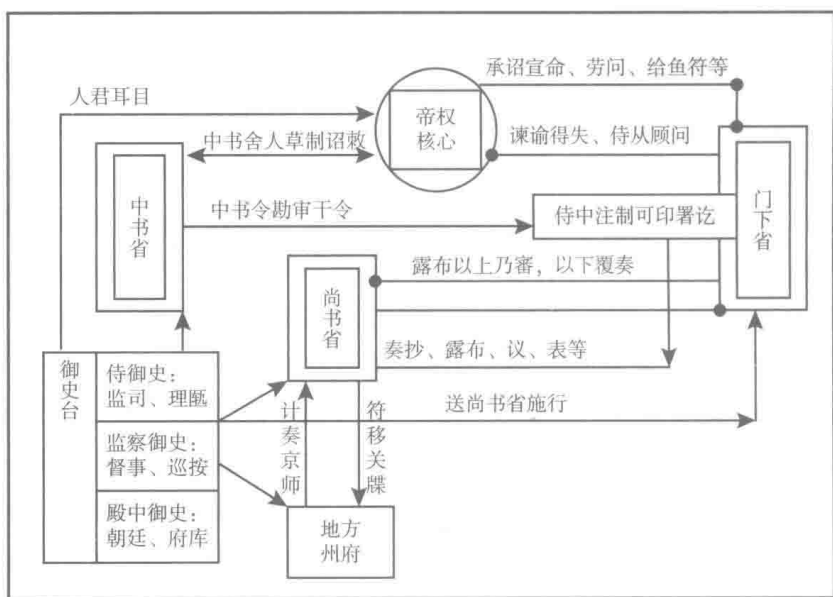 承诏宣命、劳问、给鱼符等
人君耳目
帝权
核心
中书舍人草制诏敕
谏谕得失、侍从顾问
中书省
门下省
中书令勘审干令
侍中注制可印署讫
露布以上乃审，以下覆奏
尚书省
奏抄、露布、议、表等
御史台
侍御史：
监司、理匦
送尚书省施行
计奏京师
符移关牒
监察御史：
督事、巡按
殿中御史：
朝廷、府库
地方
州府